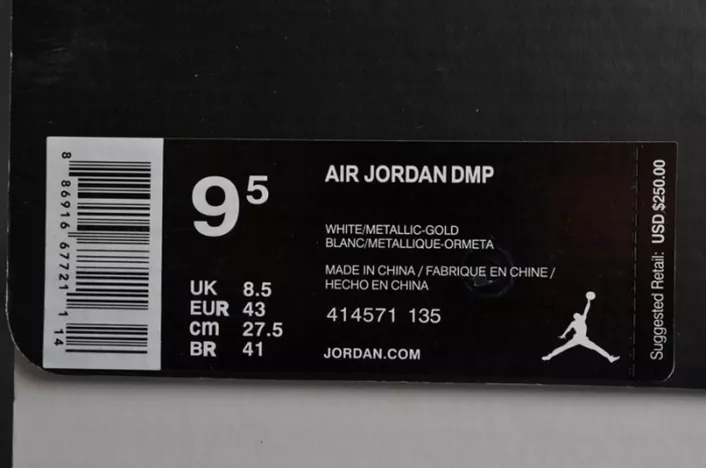 8 86916 67721 1 14
9⁵
UK 8.5
EUR 43
cm 27.5
BR 41
AIR JORDAN DMP
WHITE/METALLIC-GOLD
BLANC/METALLIQUE-ORMETA
MADE IN CHINA / FABRIQUE EN CHINE /
HECHO EN CHINA
414571 135
JORDAN.COM
Suggested Retail: USD $250.00